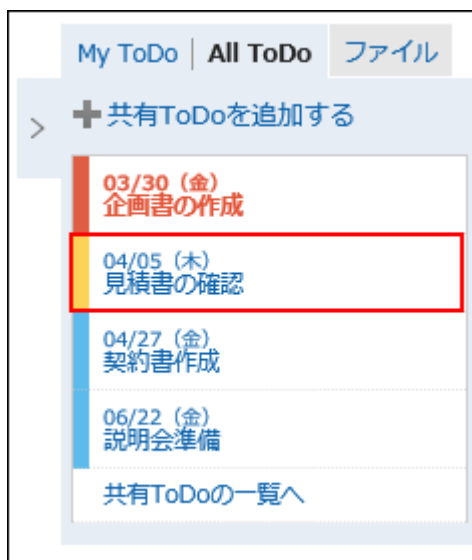 My ToDo | All ToDo ファイル
共有ToDoを追加する
03/30（金）
企画書の作成
04/05（木）
見積書の確認
04/27（金）
契約書作成
06/22（金）
説明会準備
共有ToDoの一覧へ